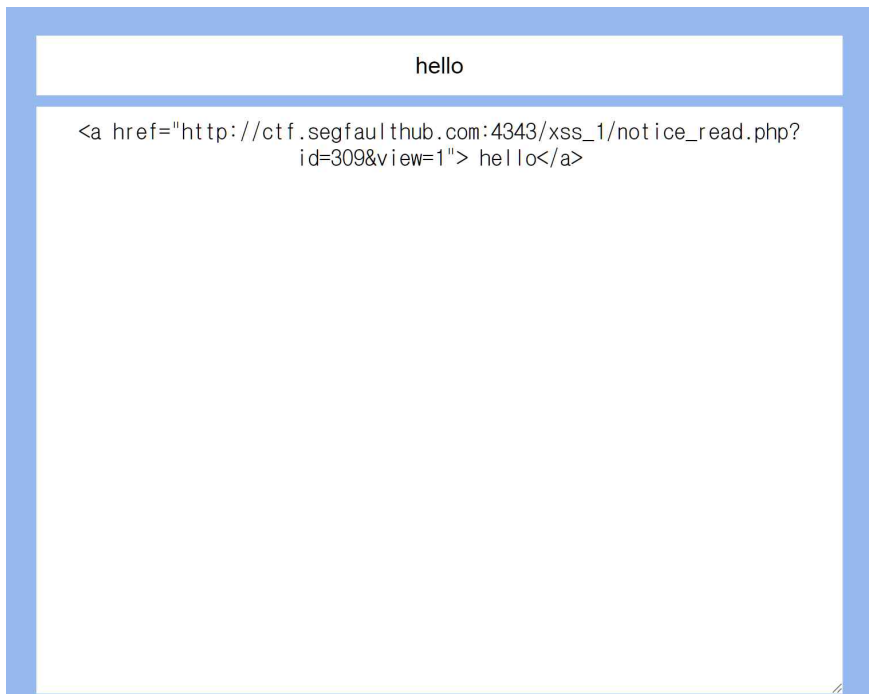 hello
<a href="http://ctf.segfaulthub.com:4343/xss_1/notice_read.php?
id=309&view=1"> hello</a>